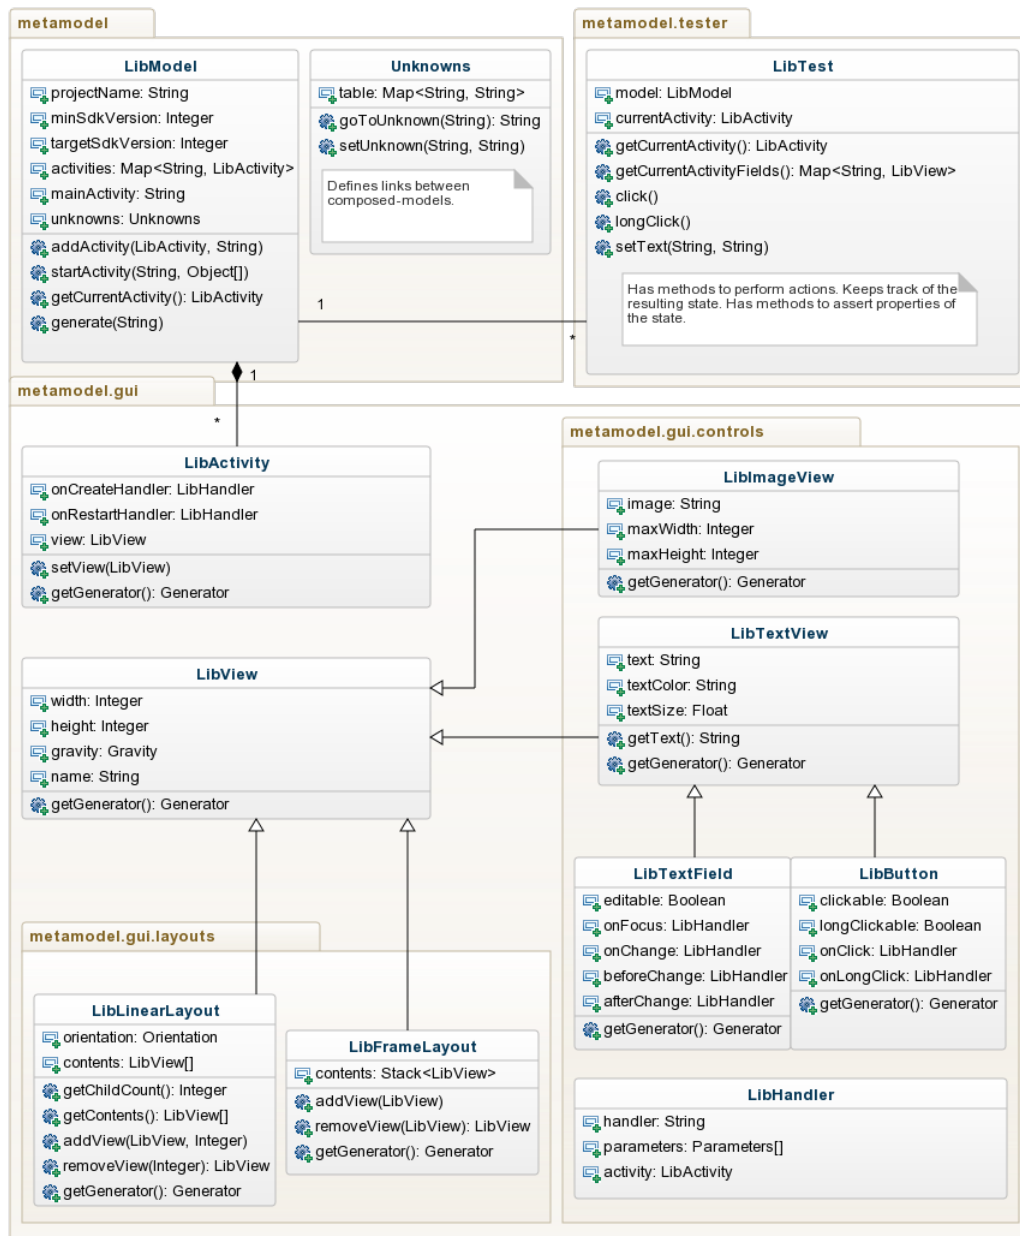 metamodel
LibModel
projectName: String
minSdkVersion: Integer
targetSdkVersion: Integer
activities: Map<String, LibActivity>
mainActivity: String
unknowns: Unknowns
addActivity(LibActivity, String)
startActivity(String, Object[])
getCurrentActivity(): LibActivity
generate(String)
Unknowns
table: Map<String, String>
goToUnknown(String): String
setUnknown(String, String)
Defines links between
composed-models.
metamodel.tester
LibTest
model: LibModel
currentActivity: LibActivity
getCurrentActivity(): LibActivity
getCurrentActivityFields(): Map<String, LibView>
click()
longClick()
setText(String, String)
Has methods to perform actions. Keeps track of the
resulting state. Has methods to assert properties of
the state.
1
*
1
*
metamodel.gui
LibActivity
onCreateHandler: LibHandler
onRestartHandler: LibHandler
view: LibView
setView(LibView)
getGenerator(): Generator
LibView
width: Integer
height: Integer
gravity: Gravity
name: String
getGenerator(): Generator
metamodel.gui.controls
LibImageView
image: String
maxWidth: Integer
maxHeight: Integer
getGenerator(): Generator
LibTextView
text: String
textColor: String
textSize: Float
getText(): String
getGenerator(): Generator
LibTextField
editable: Boolean
onFocus: LibHandler
onChange: LibHandler
beforeChange: LibHandler
afterChange: LibHandler
getGenerator(): Generator
LibButton
clickable: Boolean
longClickable: Boolean
onClick: LibHandler
onLongClick: LibHandler
getGenerator(): Generator
LibHandler
handler: String
parameters: Parameters[]
activity: LibActivity
metamodel.gui.layouts
LibLinearLayout
orientation: Orientation
contents: LibView[]
getChildCount(): Integer
getContents(): LibView[]
addView(LibView, Integer)
removeView(Integer): LibView
getGenerator(): Generator
LibFrameLayout
contents: Stack<LibView>
addView(LibView)
removeView(LibView): LibView
getGenerator(): Generator